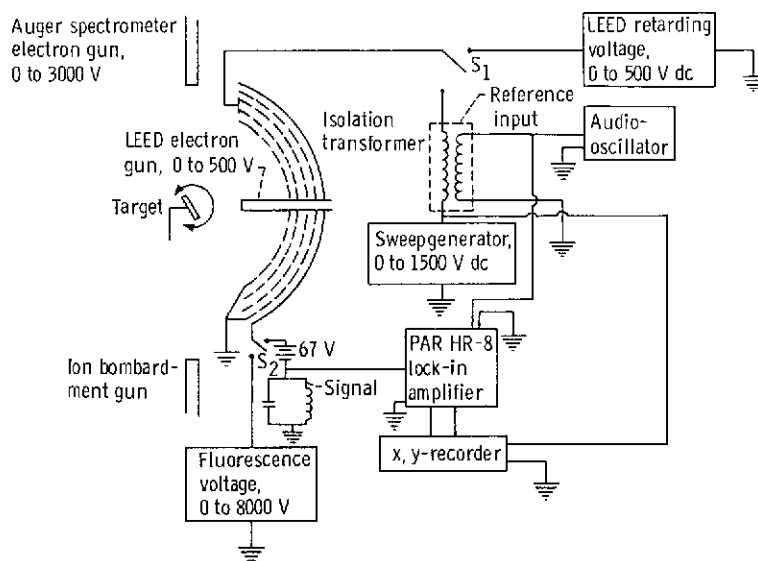 Auger spectrometer
electron gun,
0 to 3000 V
LEED retarding
voltage,
0 to 500 V dc
S1
Reference
input
Isolation
transformer
Audio-
oscillator
LEED electron
gun, 0 to 500 V
Target
Sweep generator,
0 to 1500 V dc
67 V
S2
PAR HR-8
lock-in
amplifier
Ion bombard-
ment gun
Signal
x, y-recorder
Fluorescence
voltage,
0 to 8000 V